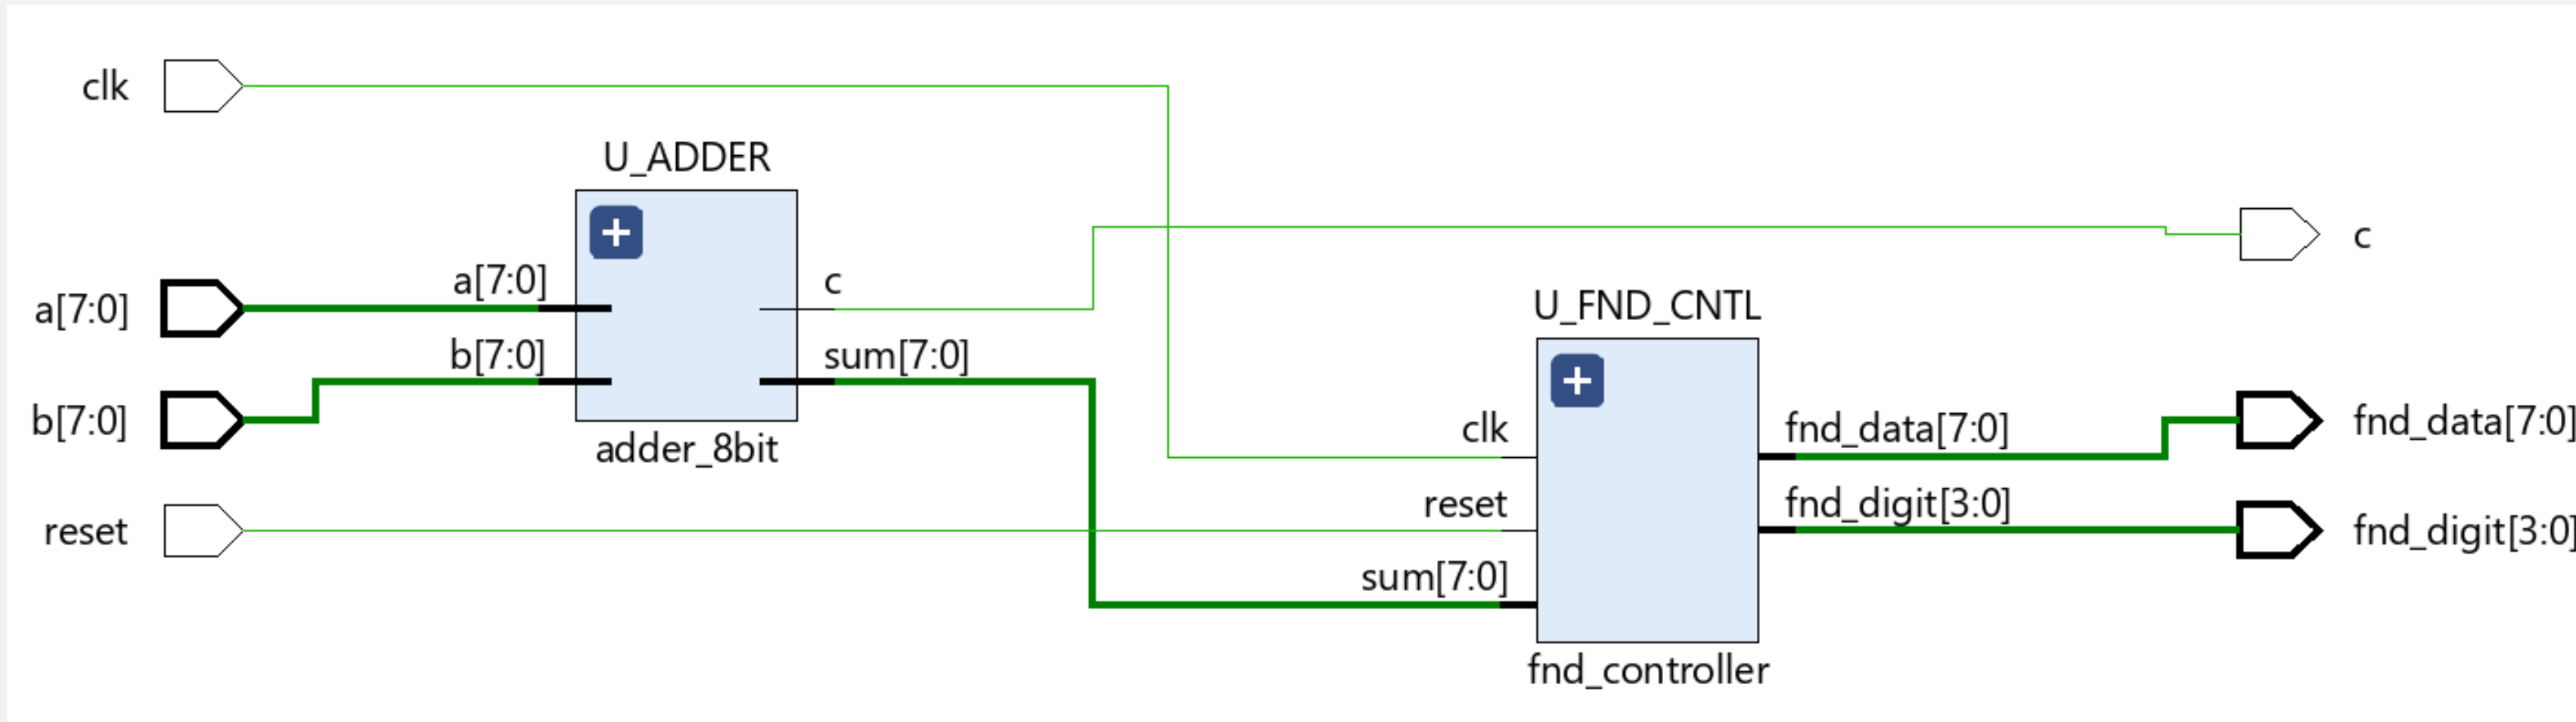 clk
U_ADDER
a[7:0]
a[7:0]
c
b[7:0]
b[7:0]
sum[7:0]
adder_8bit
reset
c
U_FND_CNTL
clk
reset
sum[7:0]
fnd_data[7:0]
fnd_digit[3:0]
fnd_controller
fnd_data[7:0]
fnd_digit[3:0]